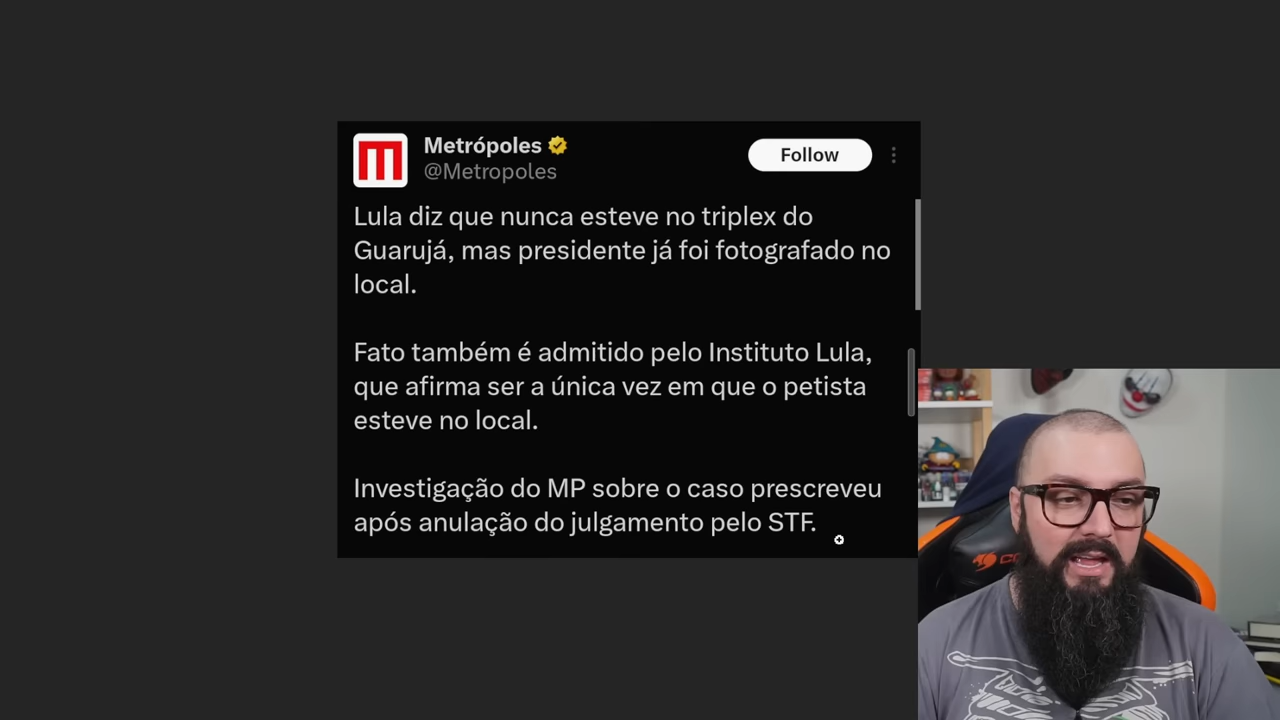 Metrópoles
@Metropoles
Follow
Lula diz que nunca esteve no triplex do
Guarujá, mas presidente já foi fotografado no
local.
Fato também é admitido pelo Instituto Lula,
que afirma ser a única vez em que o petista
esteve no local.
Investigação do MP sobre o caso prescreveu
após anulação do julgamento pelo STF.